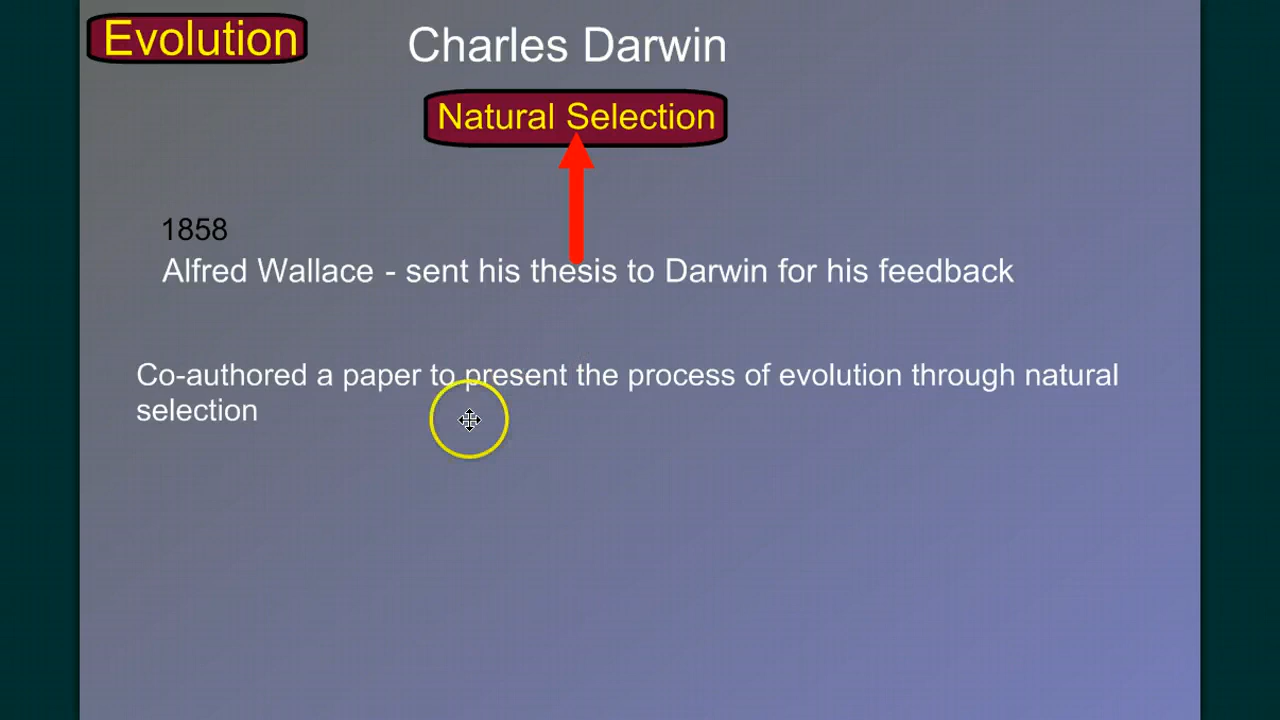 Evolution
Charles Darwin
Natural Selection
1858
Alfred Wallace - sent his thesis to Darwin for his feedback
Co-authored a paper to present the process of evolution through natural
selection